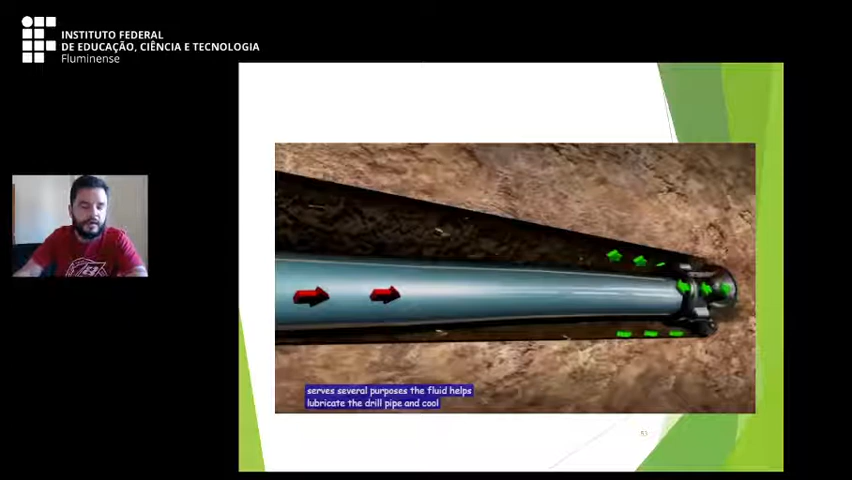 INSTITUTO FEDERAL
DE EDUCAÇÃO, CIÊNCIA E TECNOLOGIA
Fluminense
serves several purposes the fluid helps
lubricate the drill pipe and cool